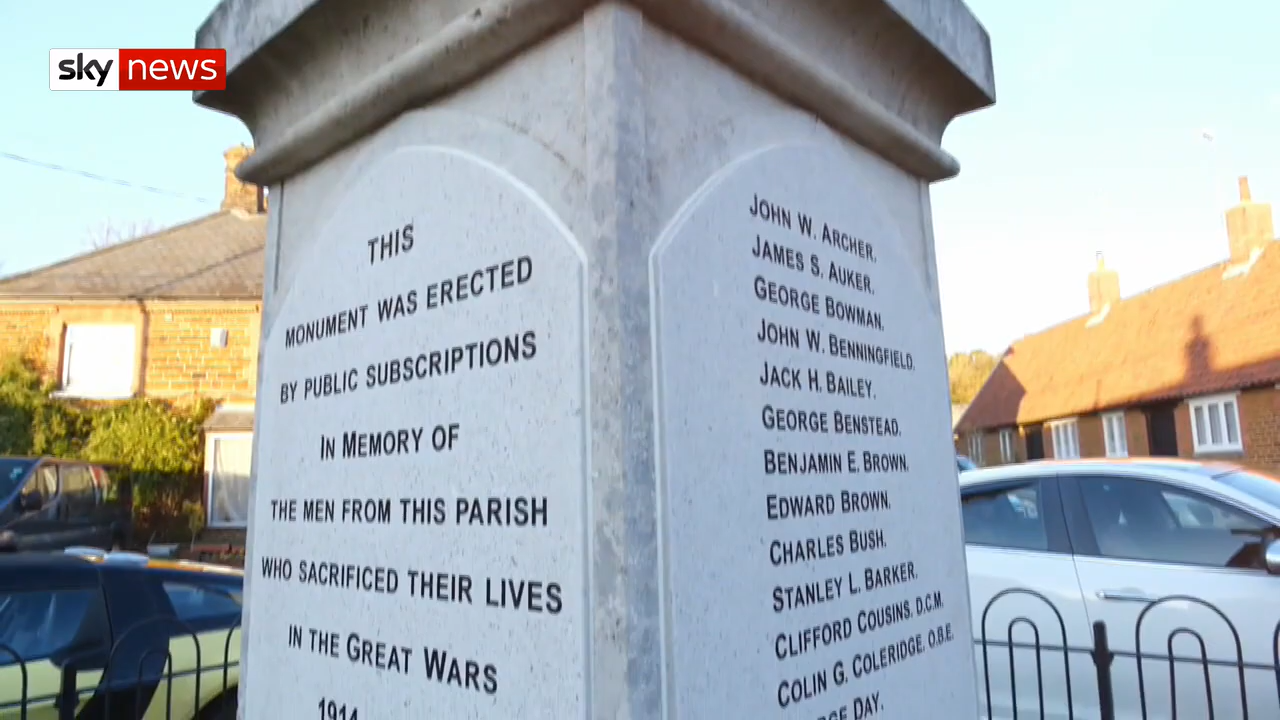 sky news
THIS
MONUMENT WAS ERECTED
BY PUBLIC SUBSCRIPTIONS
IN MEMORY OF
THE MEN FROM THIS PARISH
WHO SACRIFICED THEIR LIVES
IN THE GREAT WARS
1914
JOHN W. ARCHER.
JAMES S. AUKER.
GEORGE BOWMAN.
JOHN W. BENNINGFIELD.
JACK H. BAILEY.
GEORGE BENSTEAD.
BENJAMIN E. BROWN.
EDWARD BROWN.
CHARLES BUSH.
STANLEY L. BARKER.
CLIFFORD COUSINS. D.C.M.
COLIN G. COLERIDGE. O.B.E.
DAY.